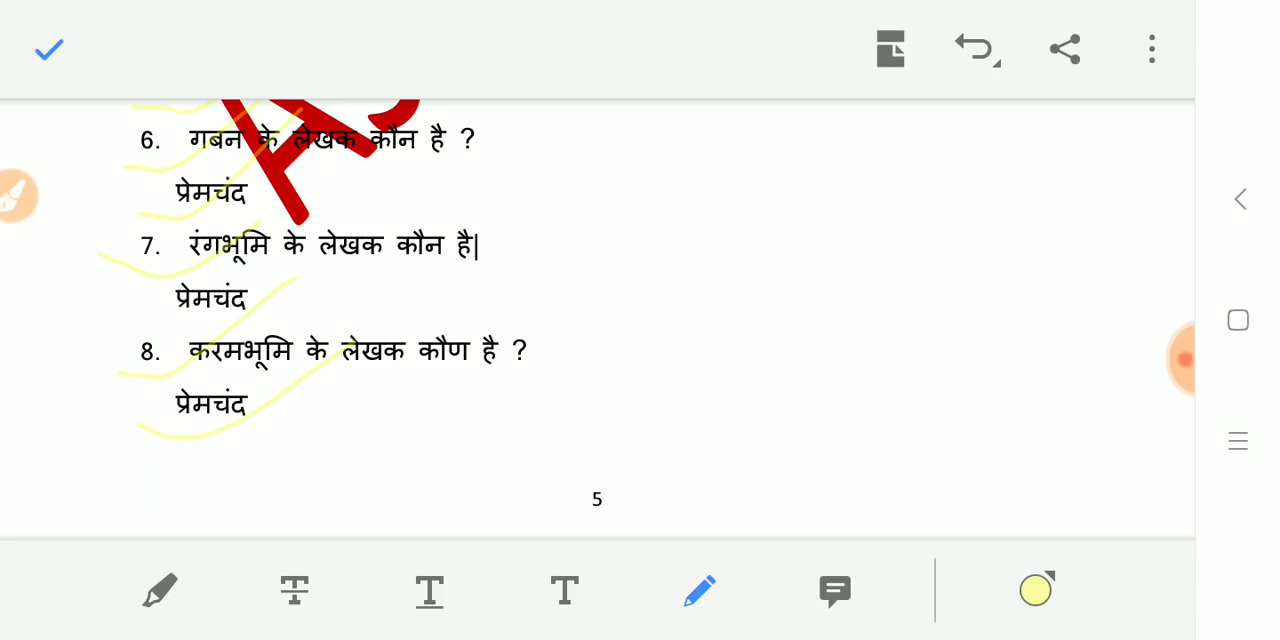 6. गबन के लेखक कौन है ?
प्रेमचंद
7. रंगभूमि के लेखक कौन है|
प्रेमचंद
8. करमभूमि के लेखक कौण है ?
प्रेमचंद
5
T T T